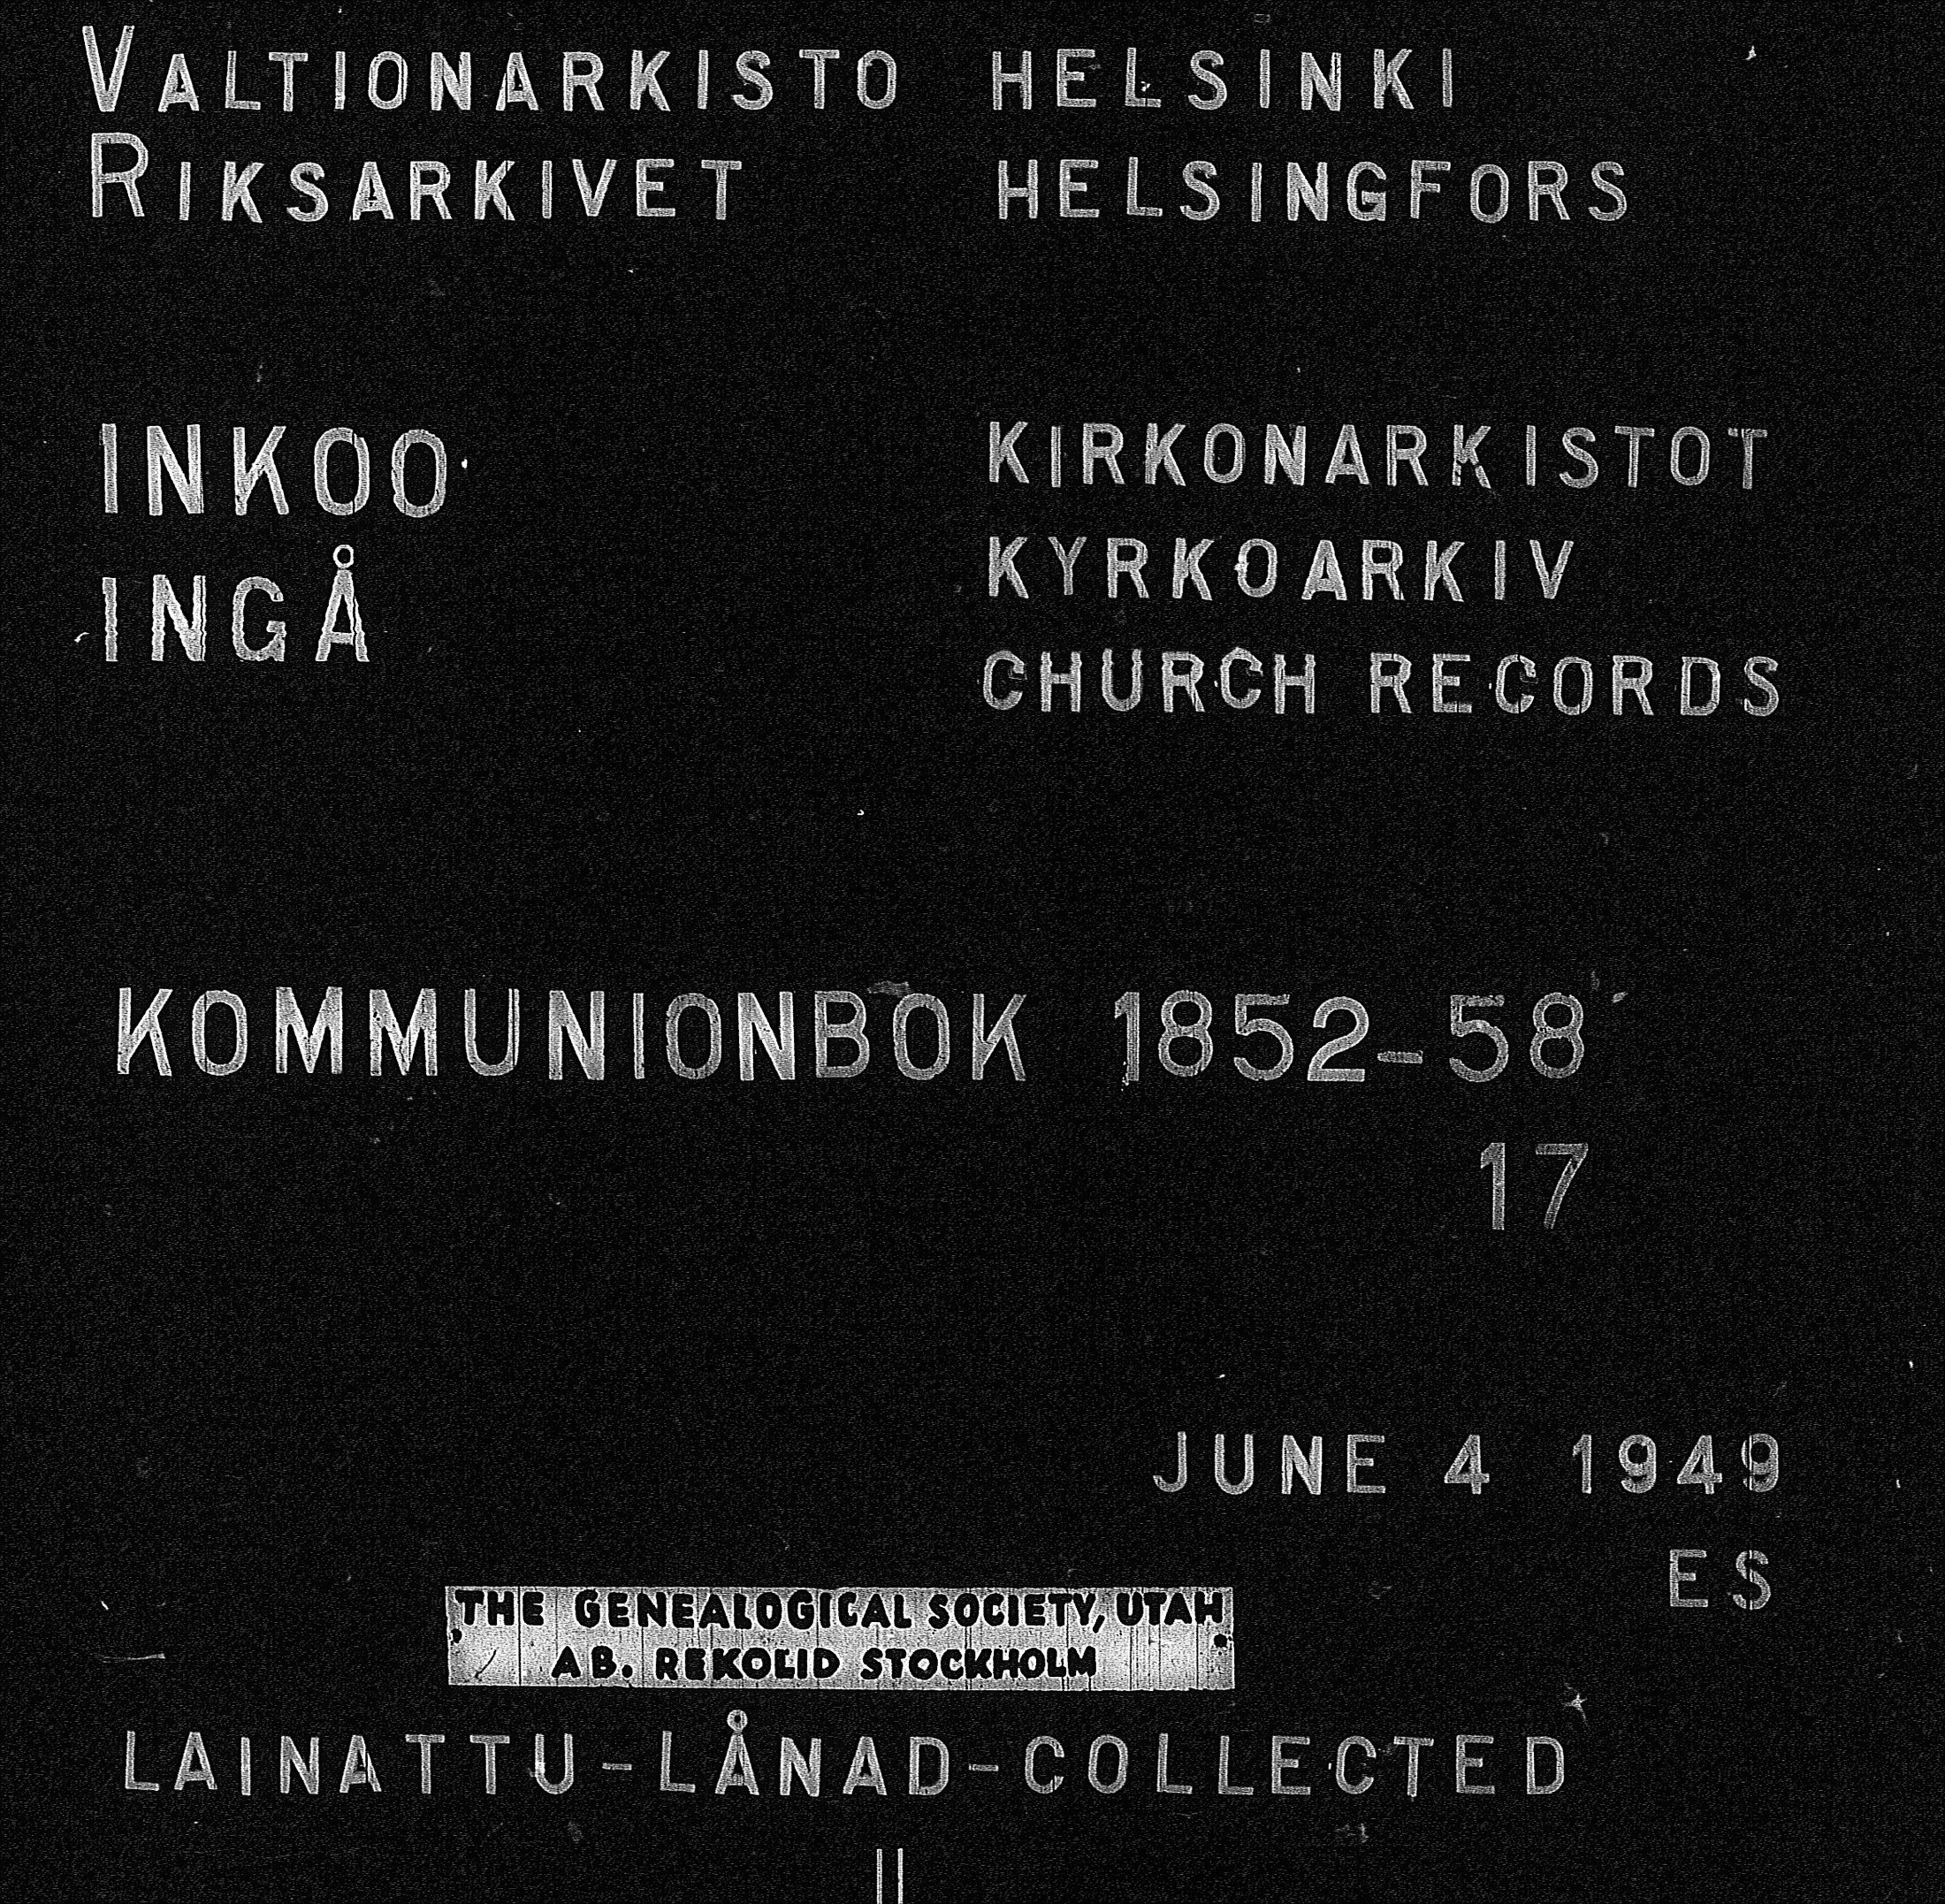 VALTIONARKISTO HELSINKI
RIKSARKIVET HELSINGFORS
INKOO
INGÅ
KIRKONARKISTOT
KYRKOARKIV
CHURCH RECORDS
KOMMUNIONBOK 1852-58
17
JUNE 4 1949
ES
THE GENEALOGICAL SOCIETY, UTAH
AB. REKOLID STOCKHOLM
LAINATTU-LÅNAD-COLLECTED